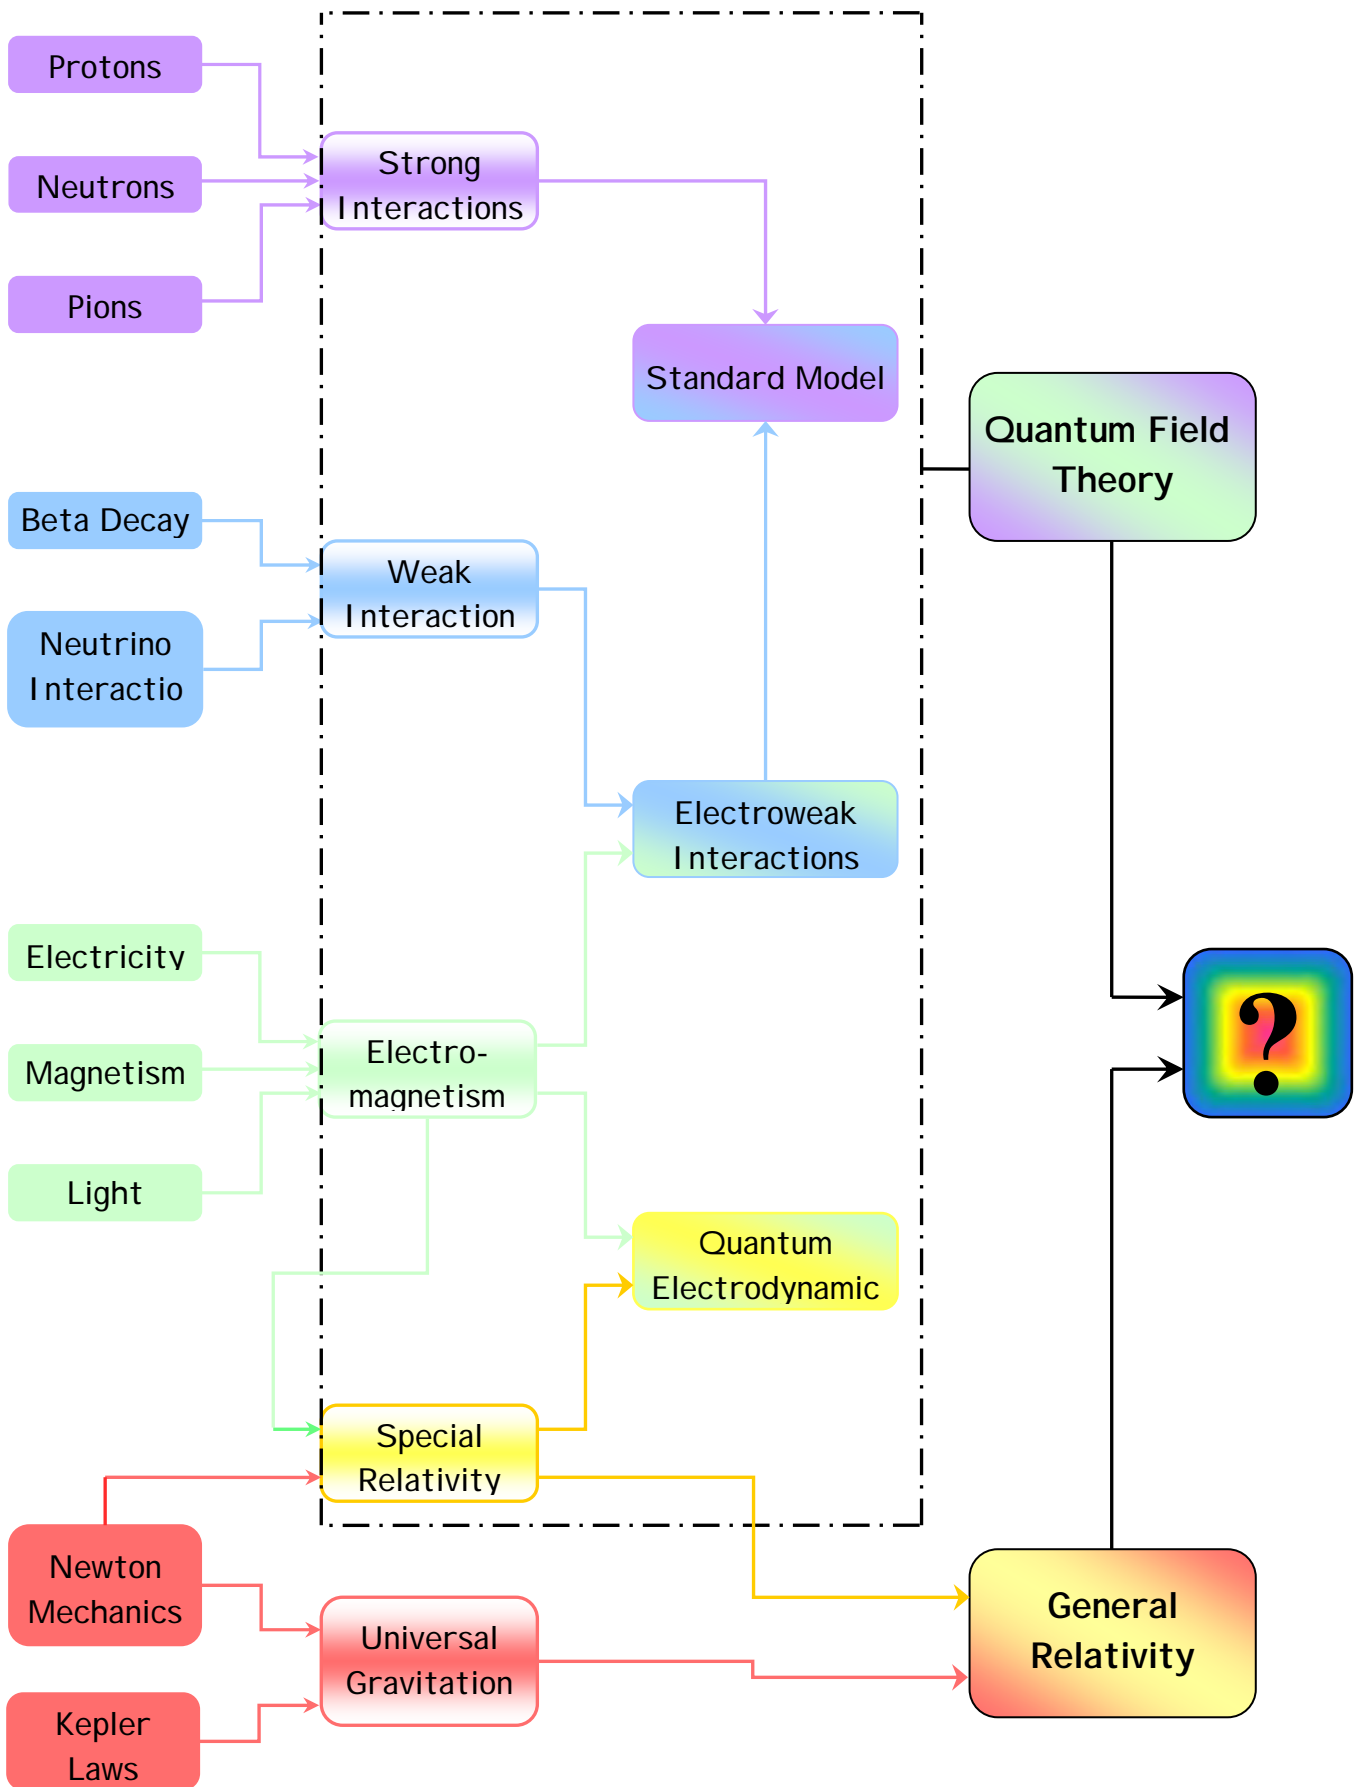 Protons
Neutrons
Pions
Strong
Interactions
Standard Model
Quantum Field
Theory
Beta Decay
Neutrino
Interactio
Weak
Interaction
Electroweak
Interactions
Electricity
Magnetism
Light
Electro-
magnetism
?
Quantum
Electrodynamic
Special
Relativity
Newton
Mechanics
Kepler
Laws
Universal
Gravitation
General
Relativity